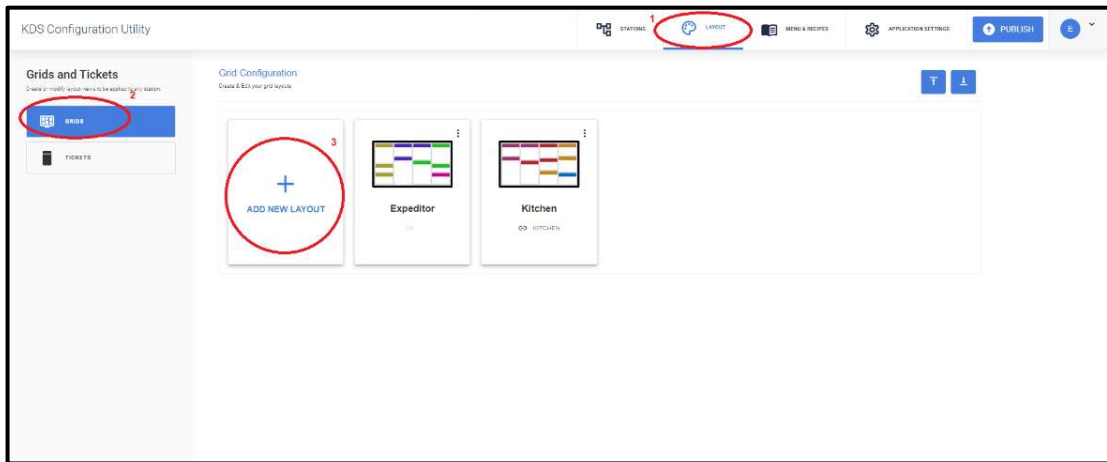 KDS Configuration Utility
1
STATIONS
LAYOUT
MENU & RECIPES
APPLICATION SETTINGS
PUBLISH
E
Grids and Tickets
Create or modify layout views to be applied to any station.
2
GRIDS
TICKETS
Grid Configuration
Create & Edit your grid layouts
3
ADD NEW LAYOUT
Expeditor
Kitchen
KITCHEN